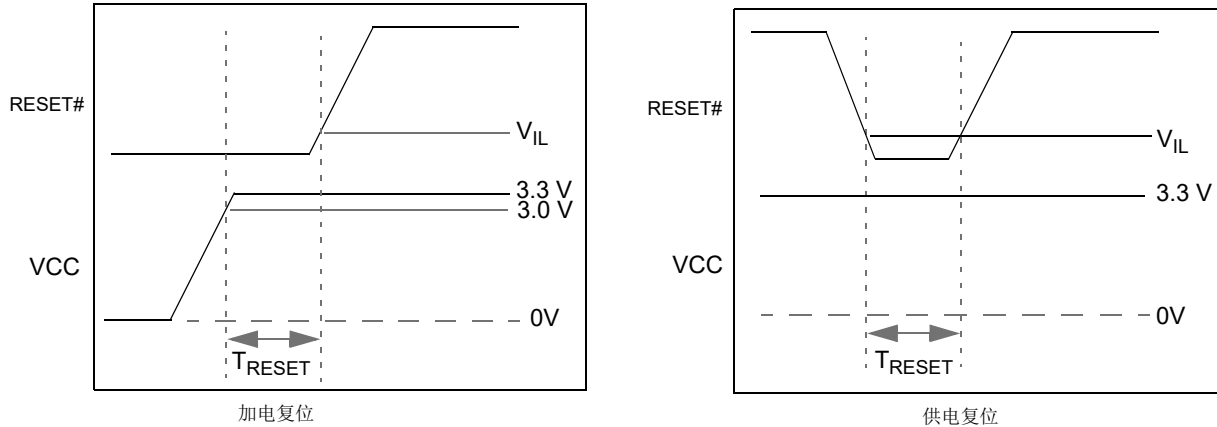 RESET#
V_IL
3.3 V
3.0 V
VCC
0V
T_RESET
加电复位
RESET#
V_IL
3.3 V
VCC
0V
T_RESET
供电复位